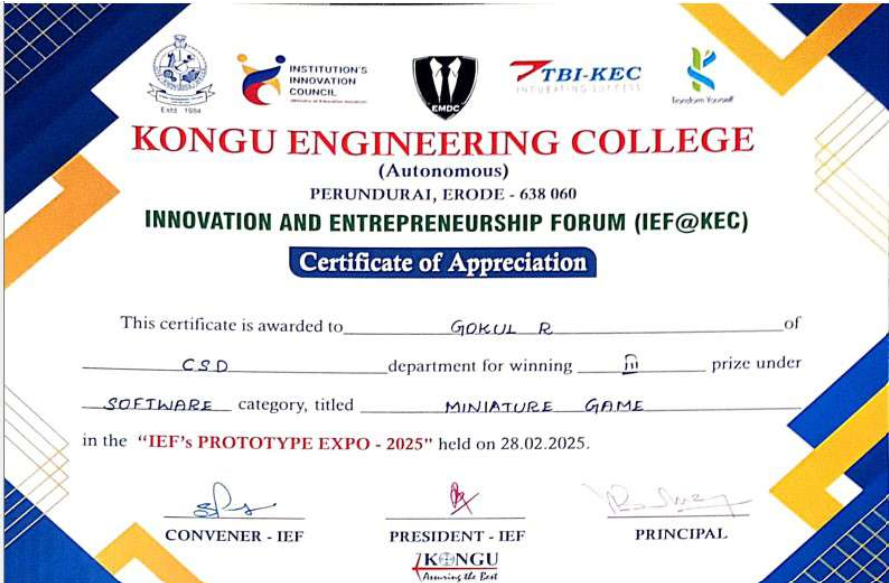 Estd : 1984
INSTITUTION'S
INNOVATION
COUNCIL
(Ministry of Education Initiative)
EMDC
TBI-KEC
INCUBATING SUCCESS
Transform Yourself
KONGU ENGINEERING COLLEGE
(Autonomous)
PERUNDURAI, ERODE - 638 060
INNOVATION AND ENTREPRENEURSHIP FORUM (IEF@KEC)
Certificate of Appreciation
This certificate is awarded to GOKUL R of
CSD department for winning III prize under
SOFTWARE category, titled MINIATURE GAME
in the "IEF's PROTOTYPE EXPO - 2025" held on 28.02.2025.
CONVENER - IEF
PRESIDENT - IEF
PRINCIPAL
KONGU
Assuring the Best